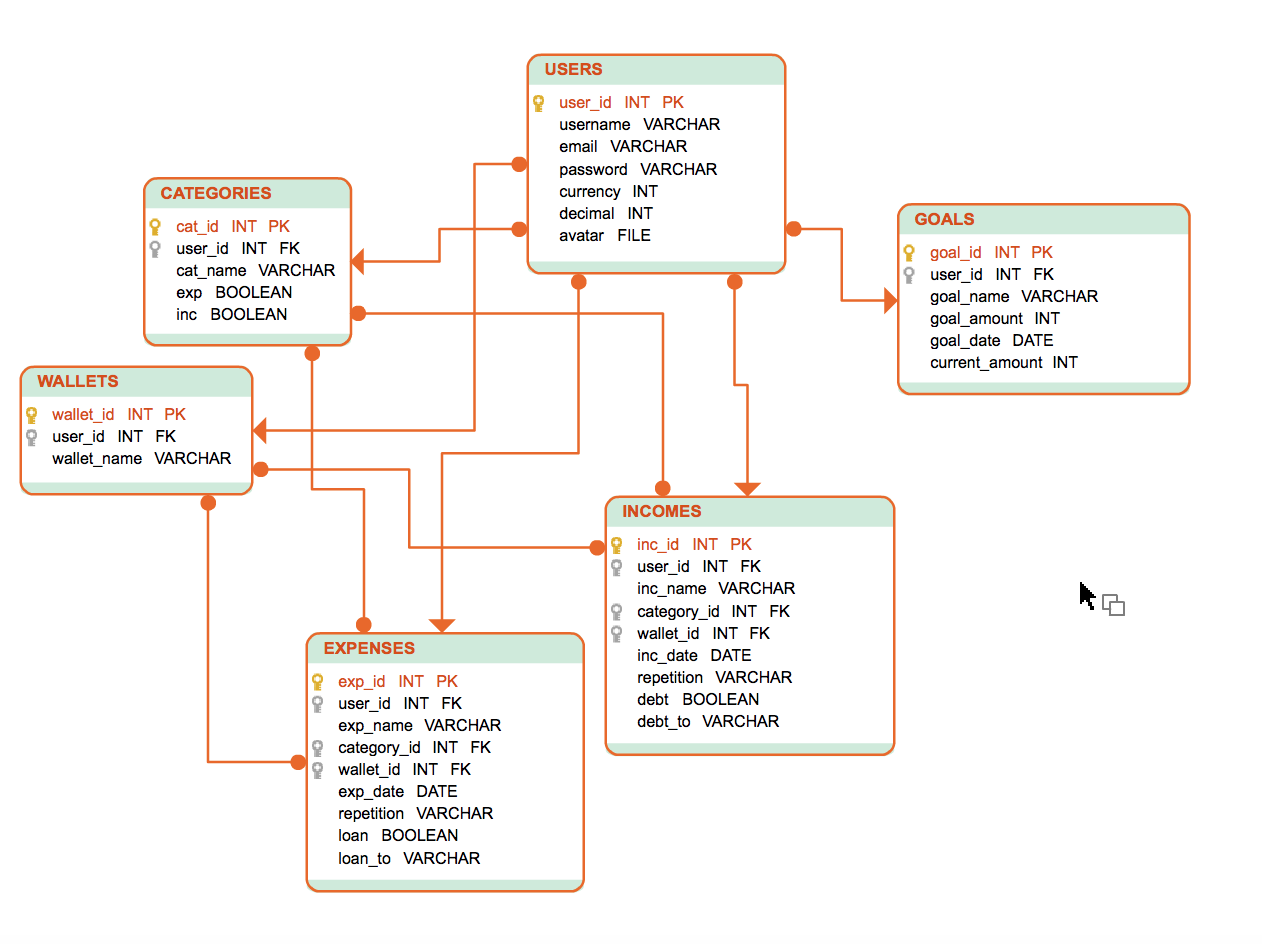 USERS
user_id INT PK
username VARCHAR
email VARCHAR
password VARCHAR
currency INT
decimal INT
avatar FILE
CATEGORIES
cat_id INT PK
user_id INT FK
cat_name VARCHAR
exp BOOLEAN
inc BOOLEAN
GOALS
goal_id INT PK
user_id INT FK
goal_name VARCHAR
goal_amount INT
goal_date DATE
current_amount INT
WALLETS
wallet_id INT PK
user_id INT FK
wallet_name VARCHAR
INCOMES
inc_id INT PK
user_id INT FK
inc_name VARCHAR
category_id INT FK
wallet_id INT FK
inc_date DATE
repetition VARCHAR
debt BOOLEAN
debt_to VARCHAR
EXPENSES
exp_id INT PK
user_id INT FK
exp_name VARCHAR
category_id INT FK
wallet_id INT FK
exp_date DATE
repetition VARCHAR
loan BOOLEAN
loan_to VARCHAR